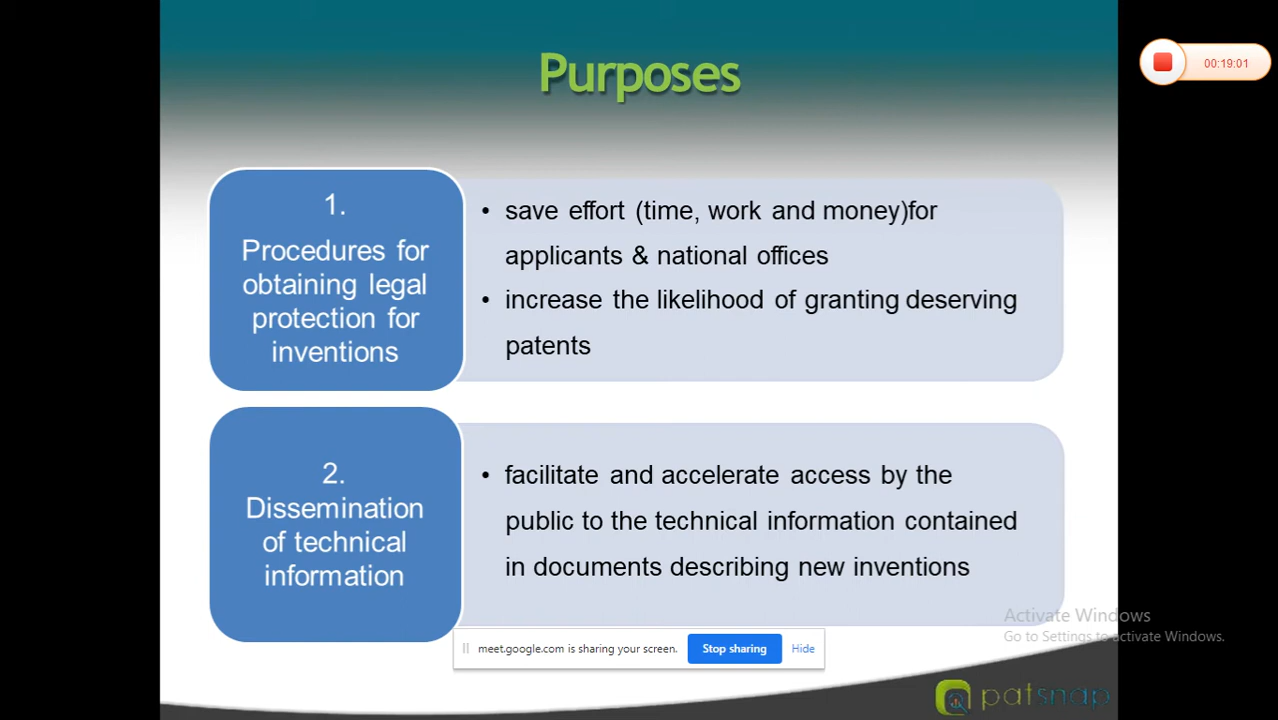 Purposes
00:19:01
1.
Procedures for
obtaining legal
protection for
inventions
• save effort (time, work and money)for
applicants & national offices
• increase the likelihood of granting deserving
patents
2.
Dissemination
of technical
information
• facilitate and accelerate access by the
public to the technical information contained
in documents describing new inventions
Activate Windows
Go to Settings to activate Windows.
meet.google.com is sharing your screen.
Stop sharing
Hide
patsnap